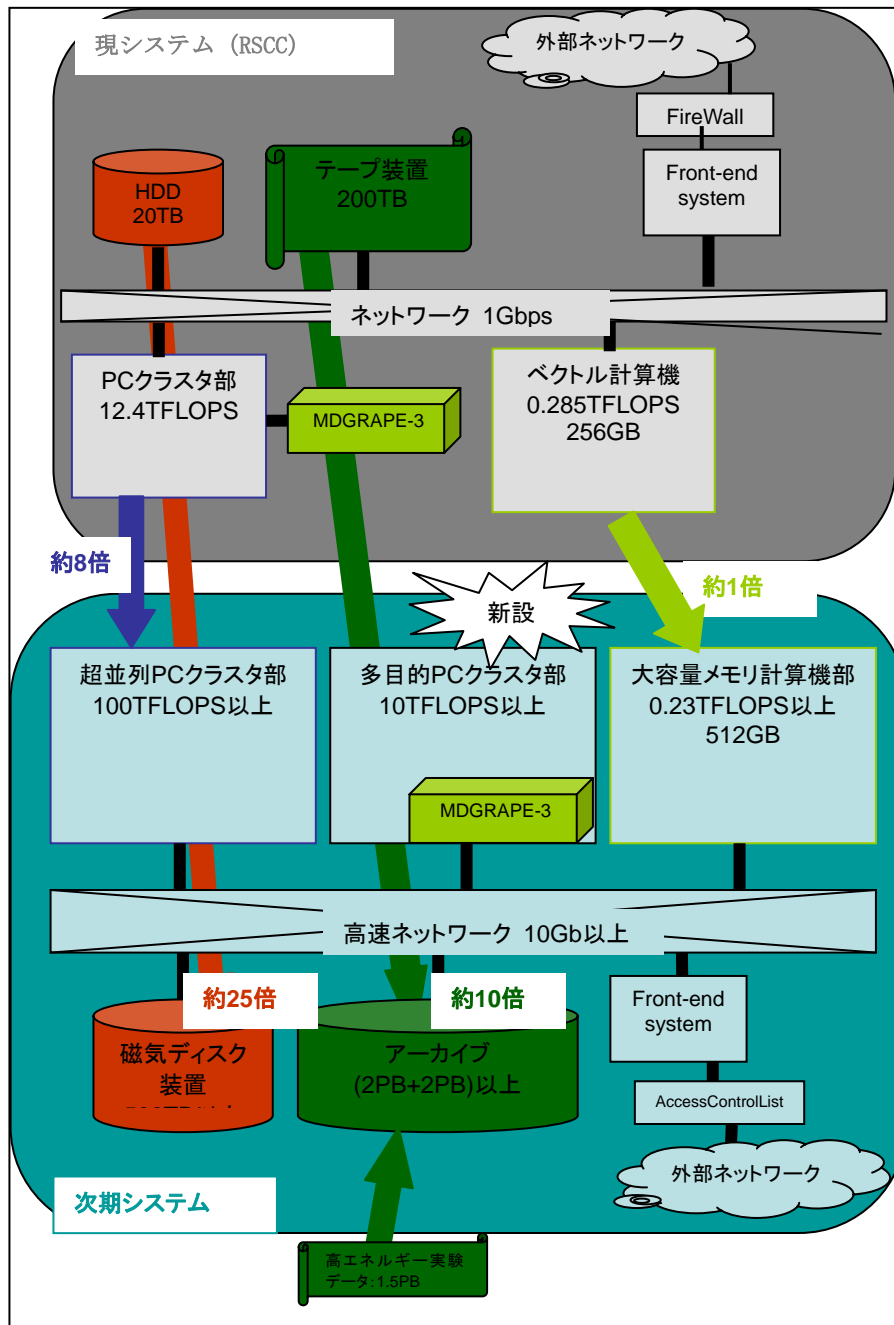 現システム (RSCC)
外部ネットワーク
FireWall
Front-end
system
HDD
20TB
テープ装置
200TB
ネットワーク 1Gbps
PCクラスタ部
12.4TFLOPS
MDGRAPE-3
ベクトル計算機
0.285TFLOPS
256GB
約8倍
約1倍
新設
超並列PCクラスタ部
100TFLOPS以上
多目的PCクラスタ部
10TFLOPS以上
MDGRAPE-3
大容量メモリ計算機部
0.23TFLOPS以上
512GB
高速ネットワーク 10Gb以上
約25倍
約10倍
磁気ディスク
装置
アーカイブ
(2PB+2PB)以上
Front-end
system
AccessControlList
外部ネットワーク
次期システム
高エネルギー実験
データ:1.5PB